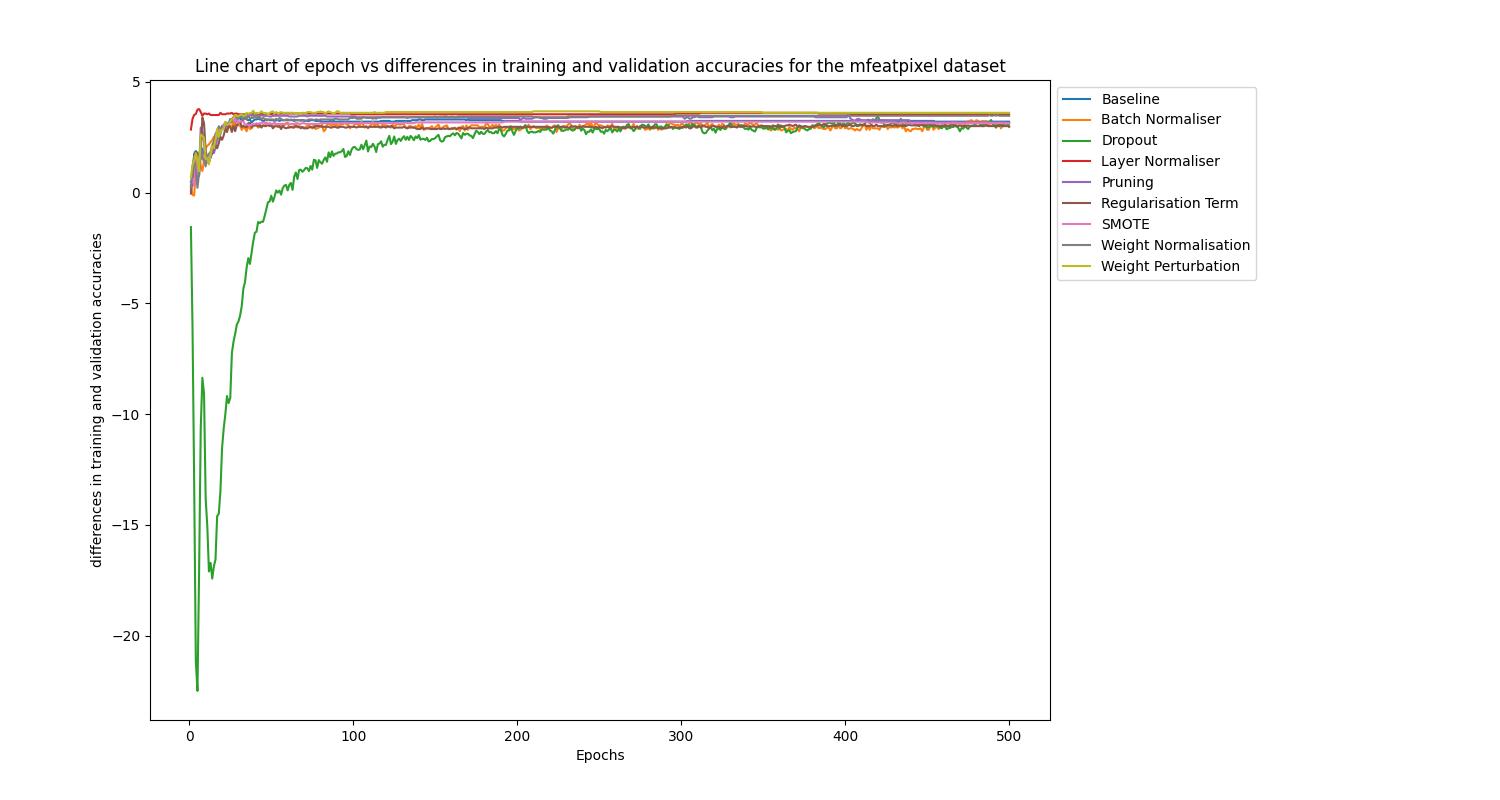 Line chart of epoch vs differences in training and validation accuracies for the mfeatpixel dataset
5
0
−5
−10
−15
−20
differences in training and validation accuracies
0 100 200 300 400 500
Epochs
Baseline
Batch Normaliser
Dropout
Layer Normaliser
Pruning
Regularisation Term
SMOTE
Weight Normalisation
Weight Perturbation